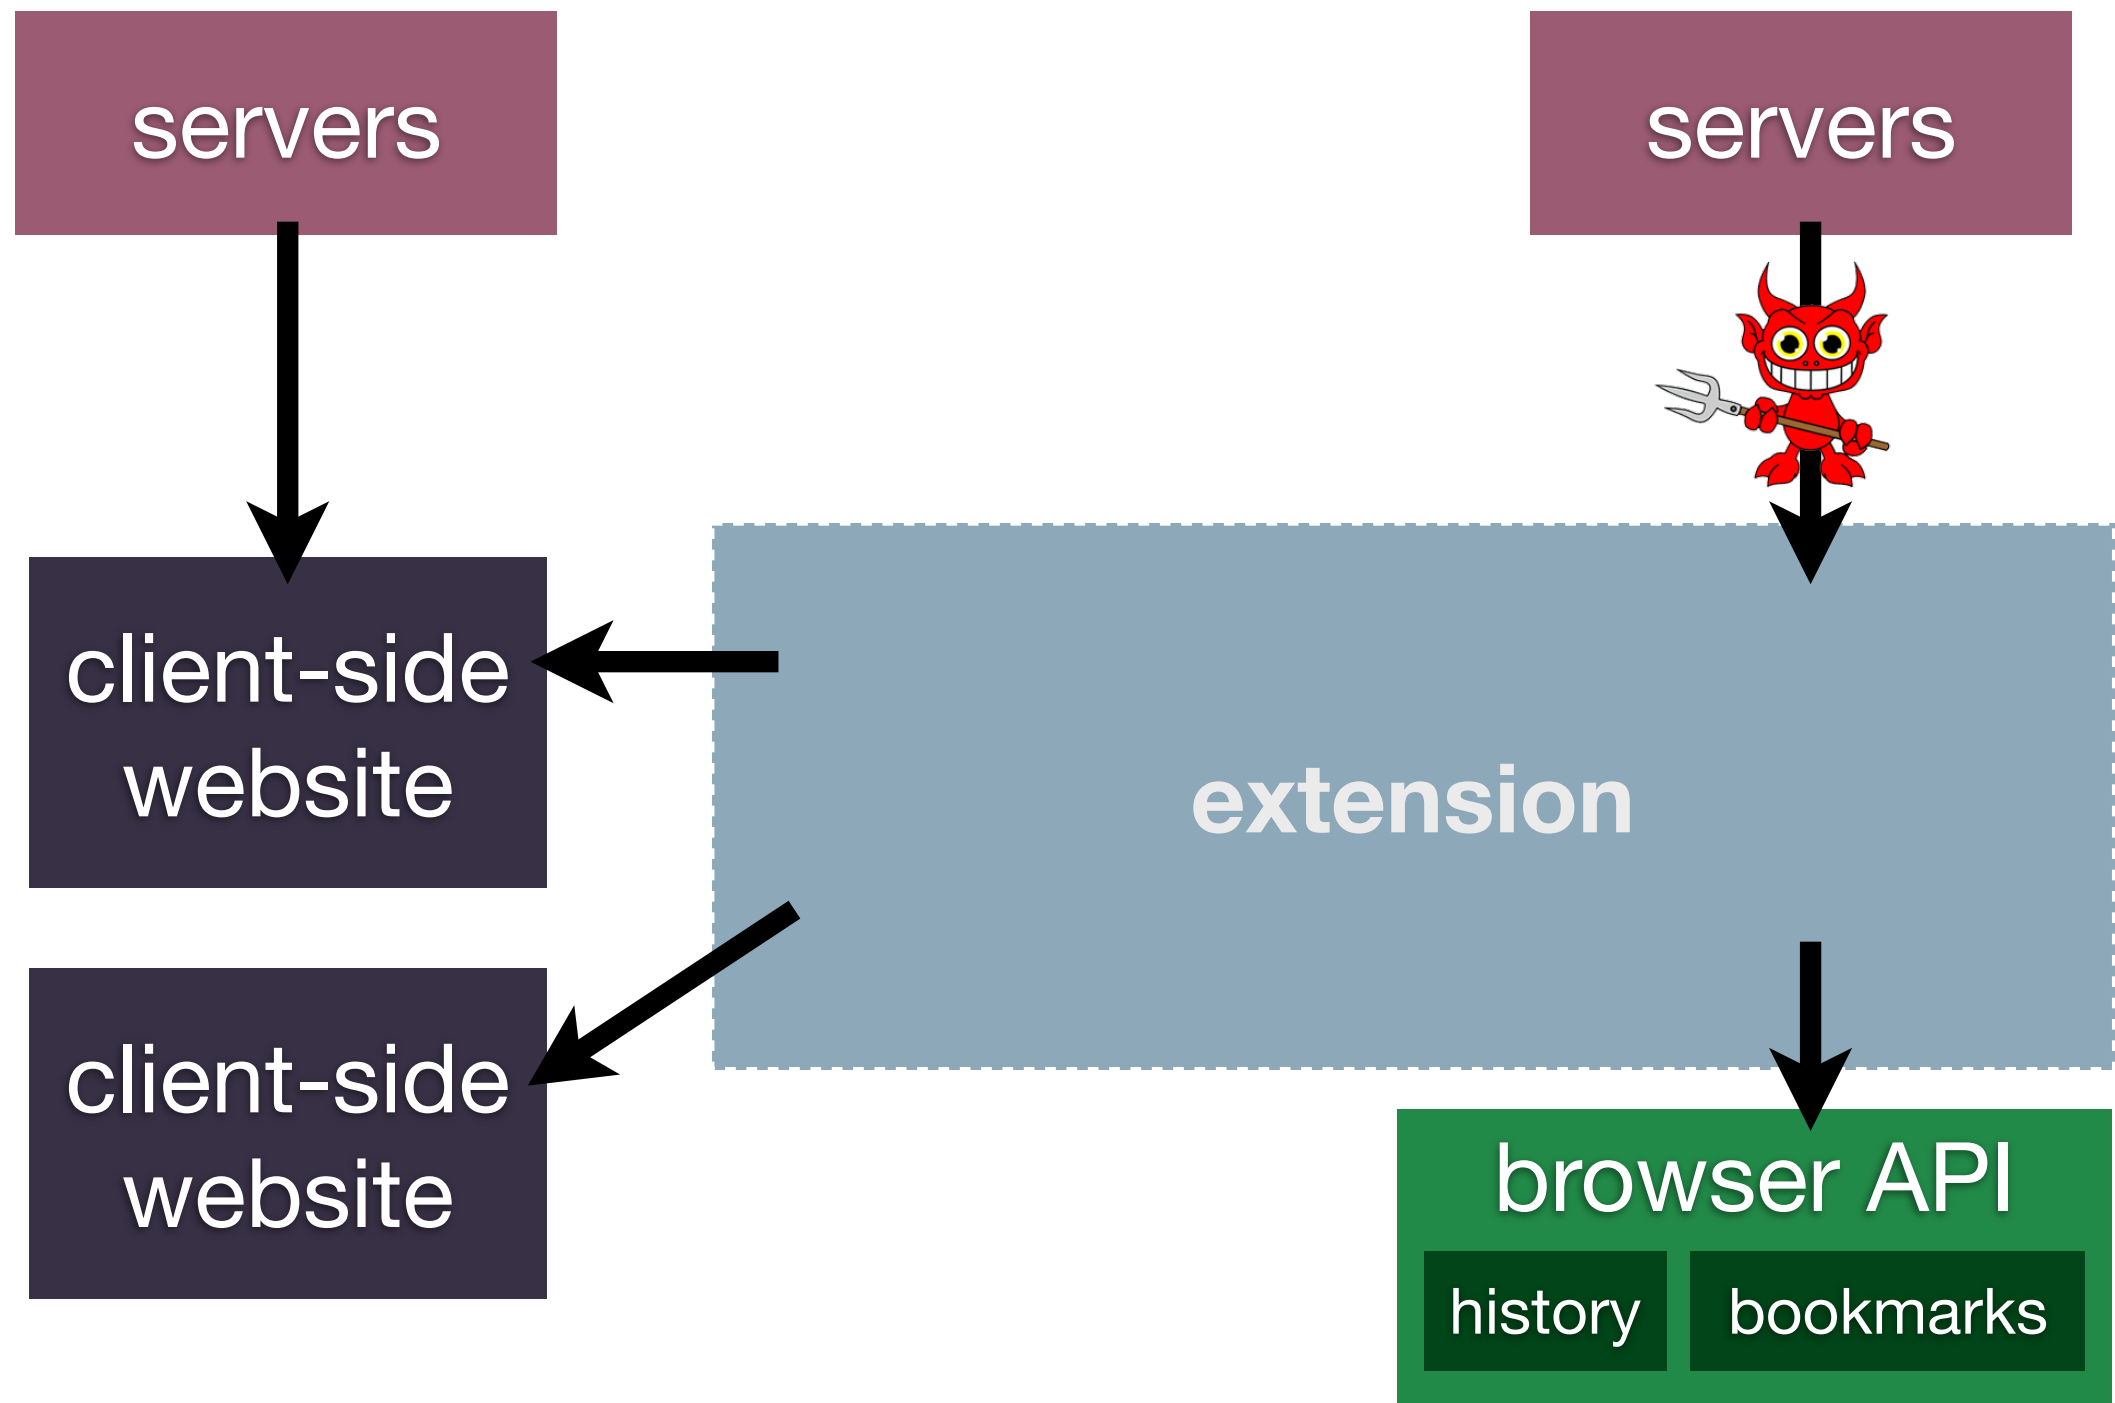 servers
servers
client-side
website
extension
client-side
website
browser API
history
bookmarks